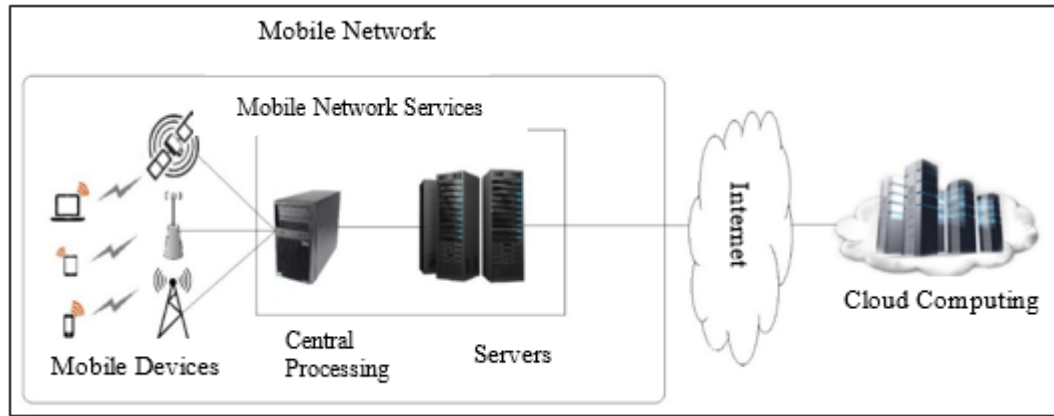 Mobile Network
Mobile Network Services
Internet
Cloud Computing
Central
Processing
Servers
Mobile Devices